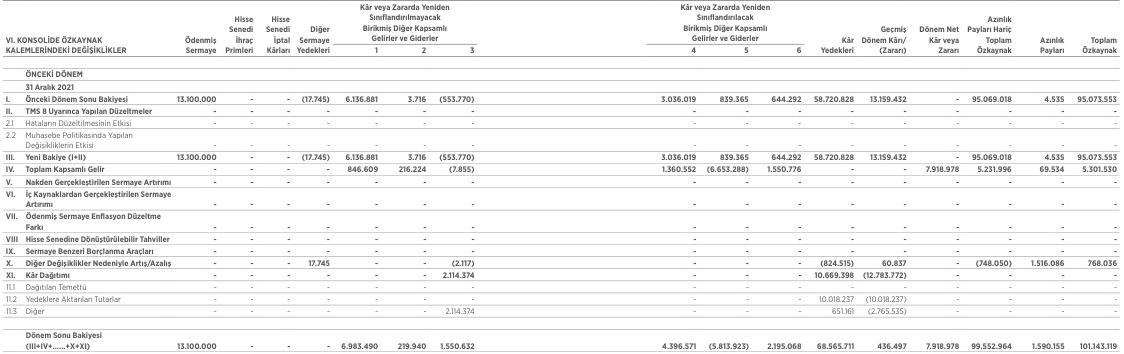 VI. KONSOLİDE ÖZKAYNAK KALEMLERİNDEKİ DEĞİŞİKLİKLER | Ödenmiş Sermaye | Hisse Senedi İhraç Primleri | Hisse Senedi İptal Kârları | Diğer Sermaye Yedekleri | Kâr veya Zararda Yeniden Sınıflandırılmayacak Birikmiş Diğer Kapsamlı Gelirler ve Giderler 1 2 3 | Kâr veya Zararda Yeniden Sınıflandırılacak Birikmiş Diğer Kapsamlı Gelirler ve Giderler 4 5 6 | Kâr Yedekleri | Geçmiş Dönem Kârı/ (Zararı) | Dönem Net Kâr veya Zararı | Azınlık Payları Hariç Toplam Özkaynak | Azınlık Payları | Toplam Özkaynak
ÖNCEKİ DÖNEM
31 Aralık 2021
I. Önceki Dönem Sonu Bakiyesi 13.100.000 - - (17.745) 6.136.881 3.716 (553.770) 3.036.019 839.365 644.292 58.720.828 13.159.432 - 95.069.018 4.535 95.073.553
II. TMS 8 Uyarınca Yapılan Düzeltmeler - - - - - - - - - - - - - - - -
2.1 Hataların Düzeltilmesinin Etkisi - - - - - - - - - - - - - - - -
2.2 Muhasebe Politikasında Yapılan
Değişikliklerin Etkisi - - - - - - - - - - - - - - - -
III. Yeni Bakiye (I+II) 13.100.000 - - (17.745) 6.136.881 3.716 (553.770) 3.036.019 839.365 644.292 58.720.828 13.159.432 - 95.069.018 4.535 95.073.553
IV. Toplam Kapsamlı Gelir - - - - 846.609 216.224 (7.855) 1.360.552 (6.653.288) 1.550.776 - - 7.918.978 5.231.996 69.534 5.301.530
V. Nakden Gerçekleştirilen Sermaye Artırımı - - - - - - - - - - - - - - - -
VI. İç Kaynaklardan Gerçekleştirilen Sermaye
Artırımı - - - - - - - - - - - - - - - -
VII. Ödenmiş Sermaye Enflasyon Düzeltme
Farkı - - - - - - - - - - - - - - - -
VIII Hisse Senedine Dönüştürülebilir Tahviller - - - - - - - - - - - - - - - -
IX. Sermaye Benzeri Borçlanma Araçları - - - - - - - - - - - - - - - -
X. Diğer Değişiklikler Nedeniyle Artış/Azalış - - - 17.745 - - (2.117) - - - (824.515) 60.837 - (748.050) 1.516.086 768.036
XI. Kâr Dağıtımı - - - - - - 2.114.374 - - - 10.669.398 (12.783.772) - - - -
11.1 Dağıtılan Temettü - - - - - - - - - - - - - - - -
11.2 Yedeklere Aktarılan Tutarlar - - - - - - - - - - 10.018.237 (10.018.237) - - - -
11.3 Diğer - - - - - - 2.114.374 - - - 651.161 (2.765.535) - - - -
Dönem Sonu Bakiyesi
(III+IV+......+X+XI) 13.100.000 - - - 6.983.490 219.940 1.550.632 4.396.571 (5.813.923) 2.195.068 68.565.711 436.497 7.918.978 99.552.964 1.590.155 101.143.119